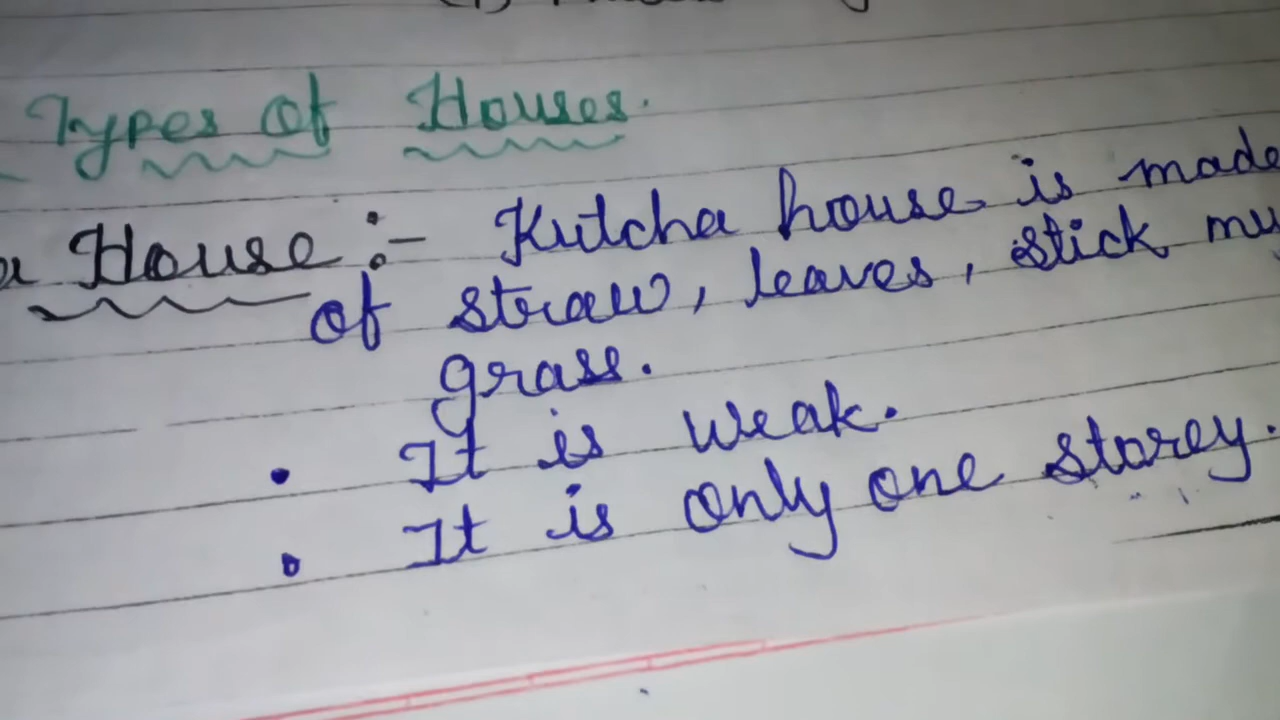 Types of Houses.
House :- Kutcha house is made
of straw, leaves, stick
grass.
• It is weak.
• It is only one storey.